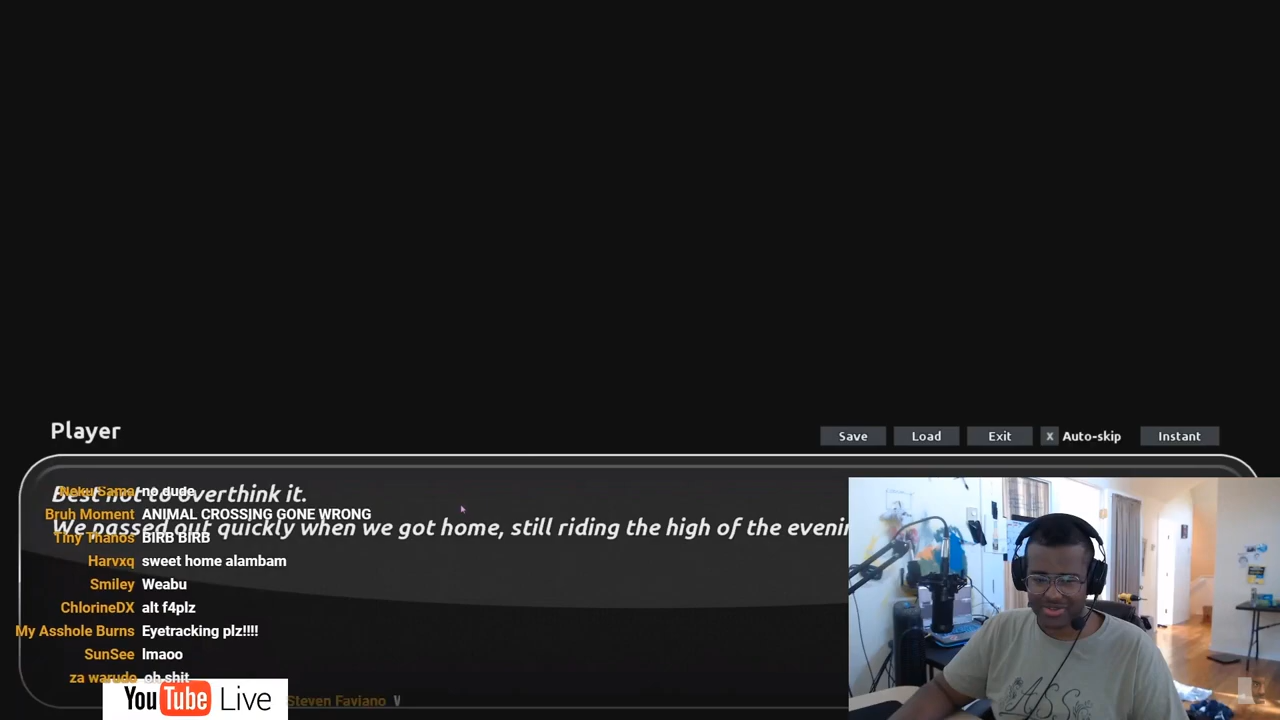 Player
Save Load Exit x Auto-skip Instant
Best not to overthink it.
We passed out quickly when we got home, still riding the high of the
Neku Sama no dude
Bruh Moment ANIMAL CROSSING GONE WRONG
Tiny Thanos BIRB BIRB
Harvxq sweet home alambam
Smiley Weabu
ChlorineDX alt f4plz
My Asshole Burns Eyetracking plz!!!!
SunSee lmaoo
za warudo oh shit
Steven Faviano
YouTube Live